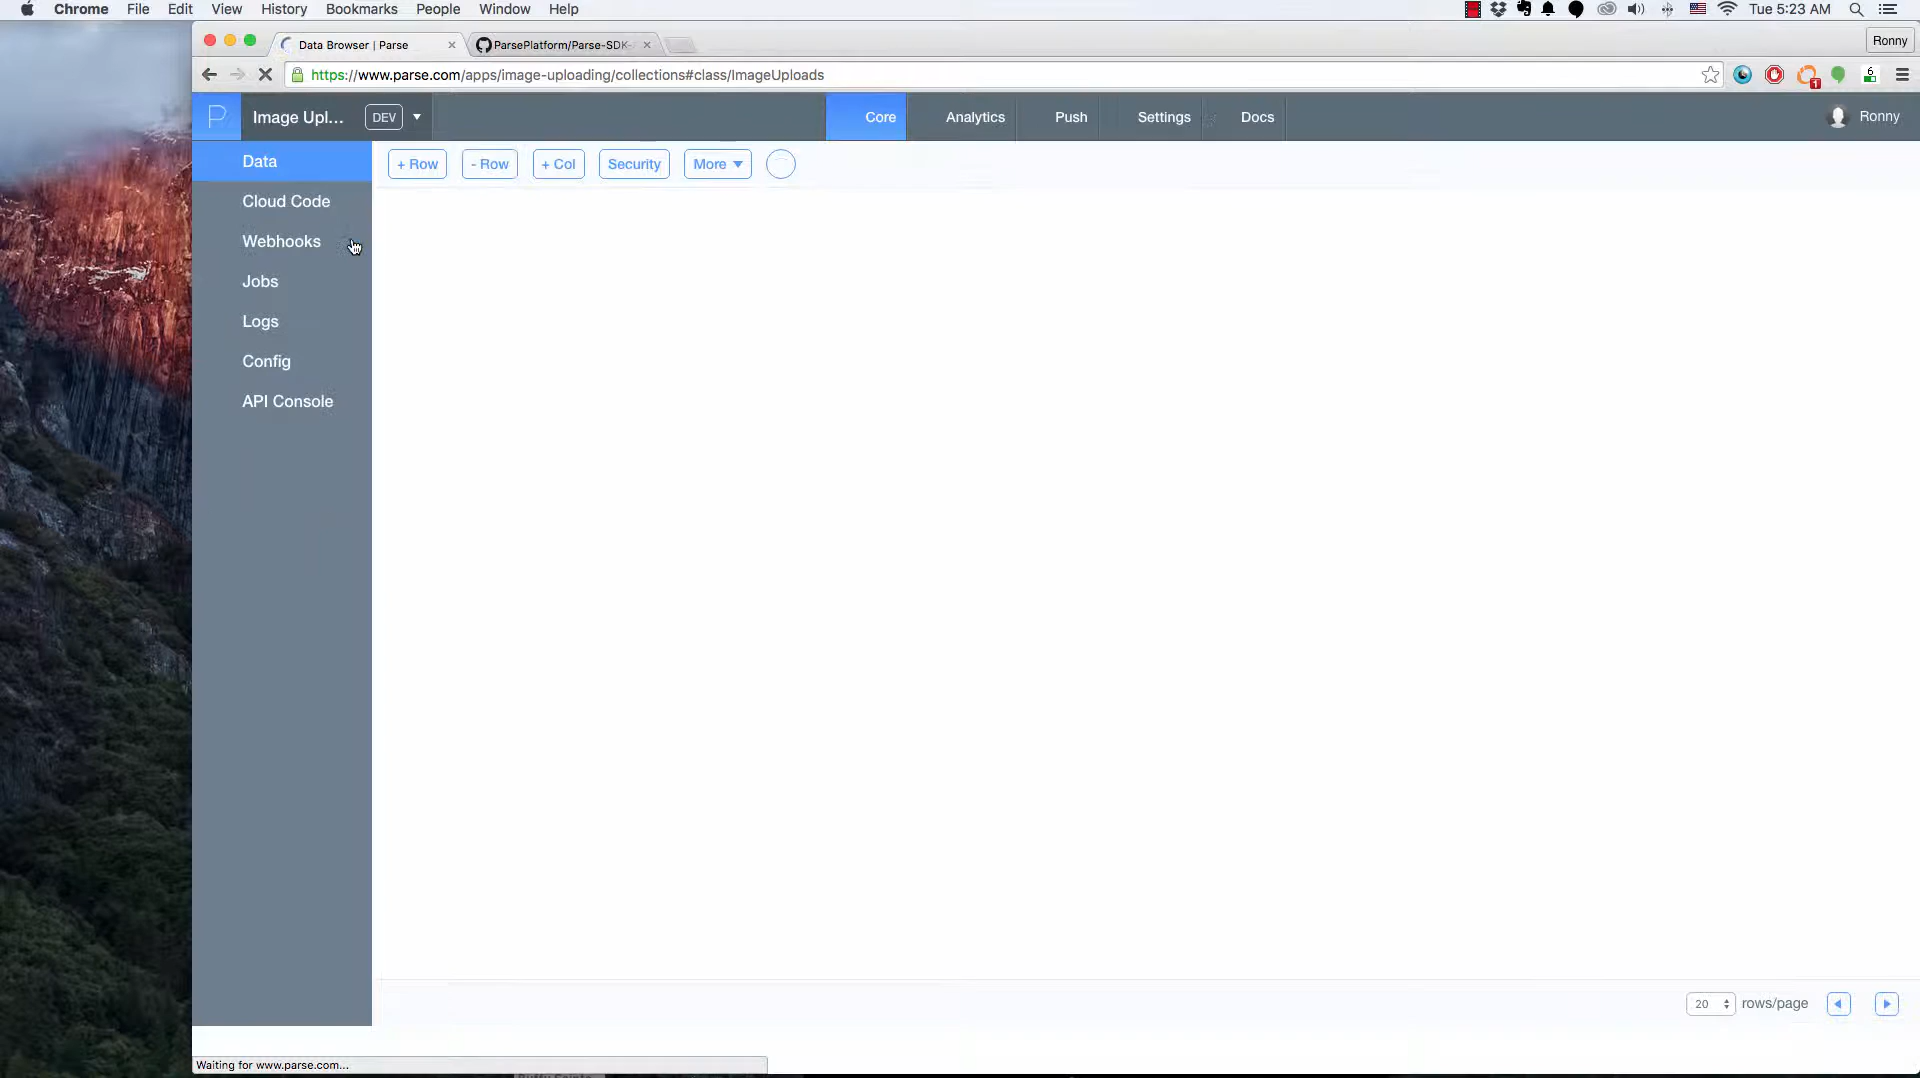 Chrome File Edit View History Bookmarks People Window Help Tue 5:23 AM
Data Browser | Parse ParsePlatform/Parse-SDK- Ronny
https://www.parse.com/apps/image-uploading/collections#class/ImageUploads 1 6
P Image Upl... DEV Core Analytics Push Settings Docs Ronny
Data
+ Row - Row + Col Security More
Cloud Code
Webhooks
Jobs
Logs
Config
API Console
20 rows/page
Waiting for www.parse.com...